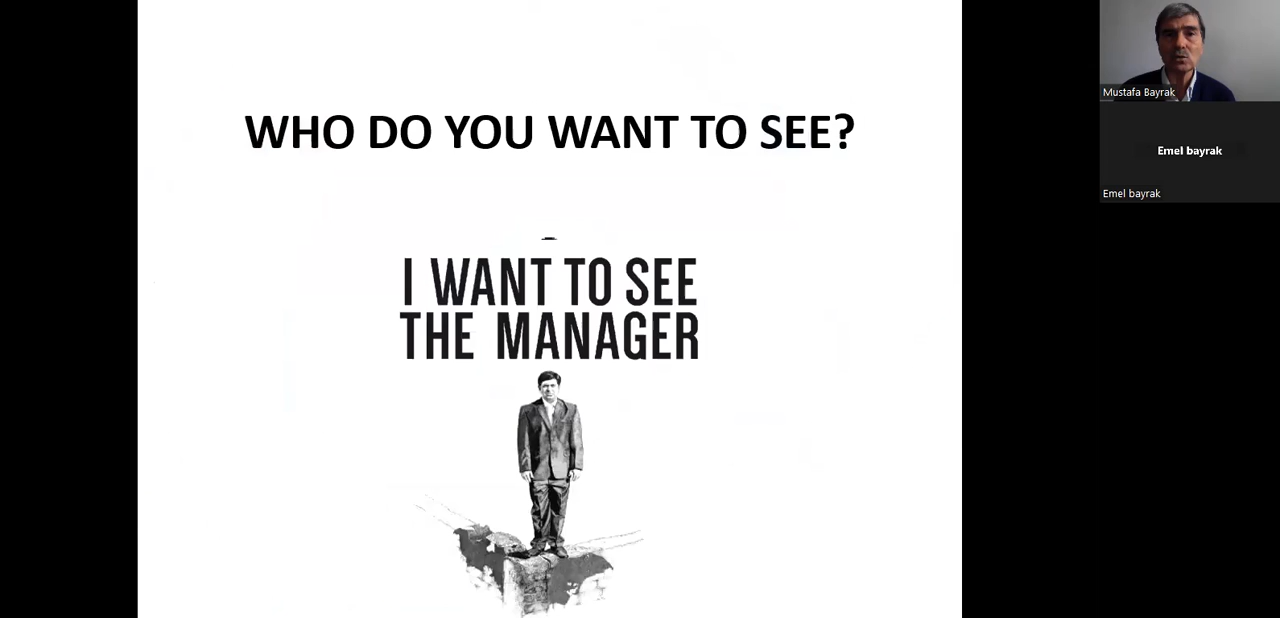 WHO DO YOU WANT TO SEE?
I WANT TO SEE
THE MANAGER
Mustafa Bayrak
Emel bayrak
Emel bayrak